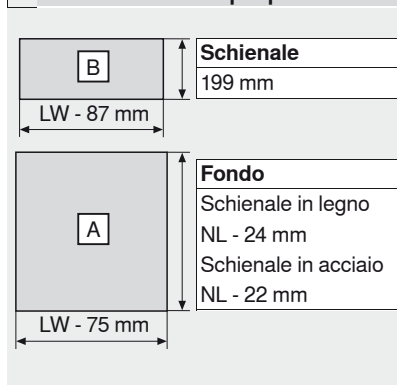 B
Schienale
199 mm
LW - 87 mm
A
Fondo
Schienale in legno
NL - 24 mm
Schienale in acciaio
NL - 22 mm
LW - 75 mm